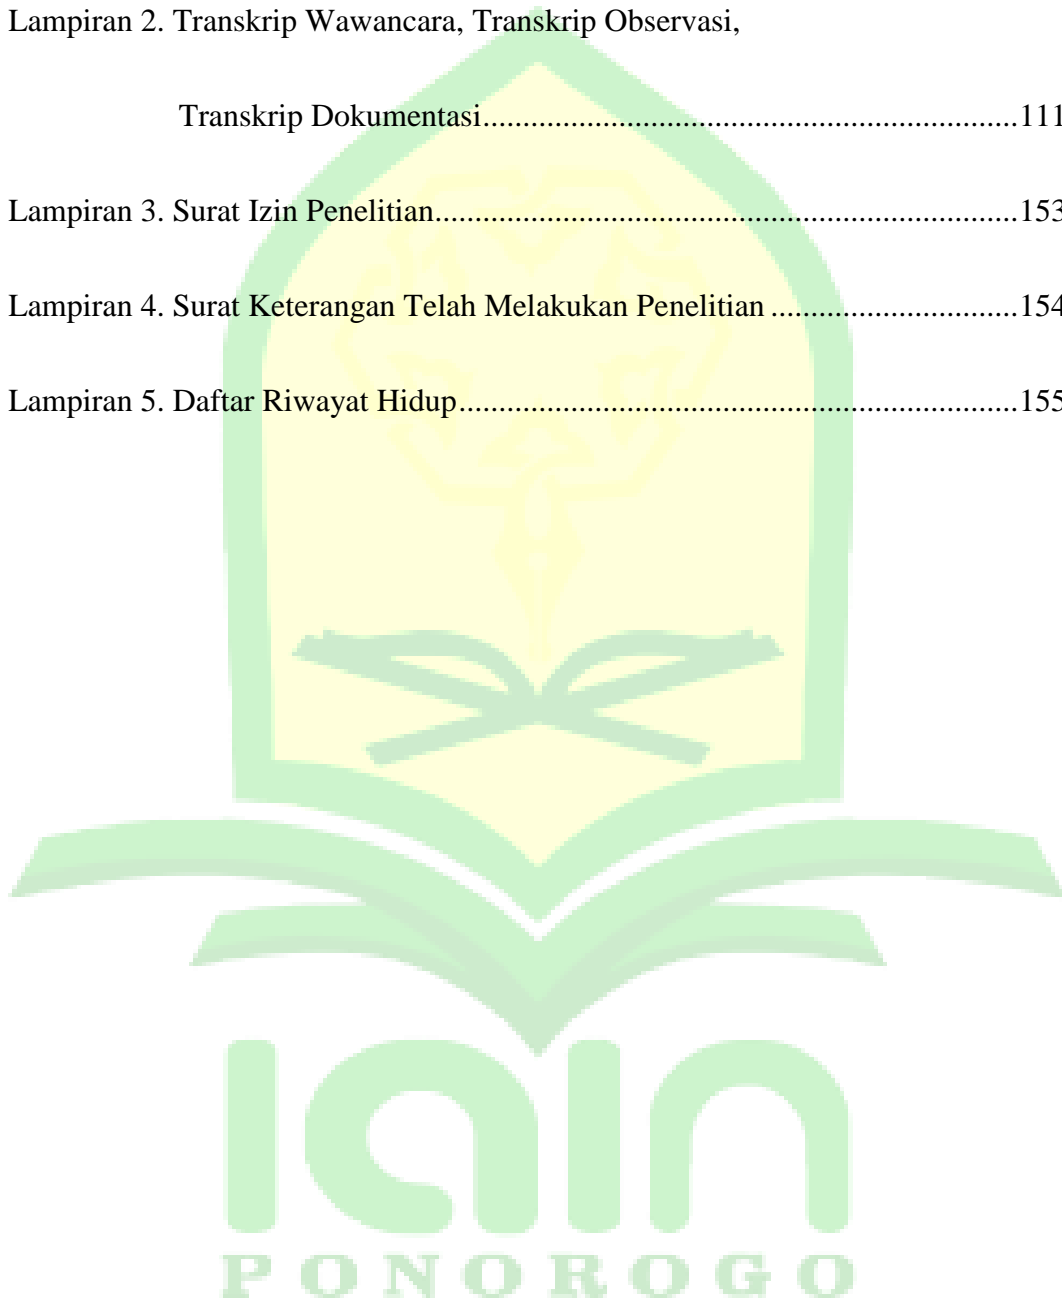 Lampiran 2. Transkrip Wawancara, Transkrip Observasi,
Transkrip Dokumentasi..................................................................111
Lampiran 3. Surat Izin Penelitian........................................................................153
Lampiran 4. Surat Keterangan Telah Melakukan Penelitian ...............................154
Lampiran 5. Daftar Riwayat Hidup.....................................................................155
iain
PONOROGO